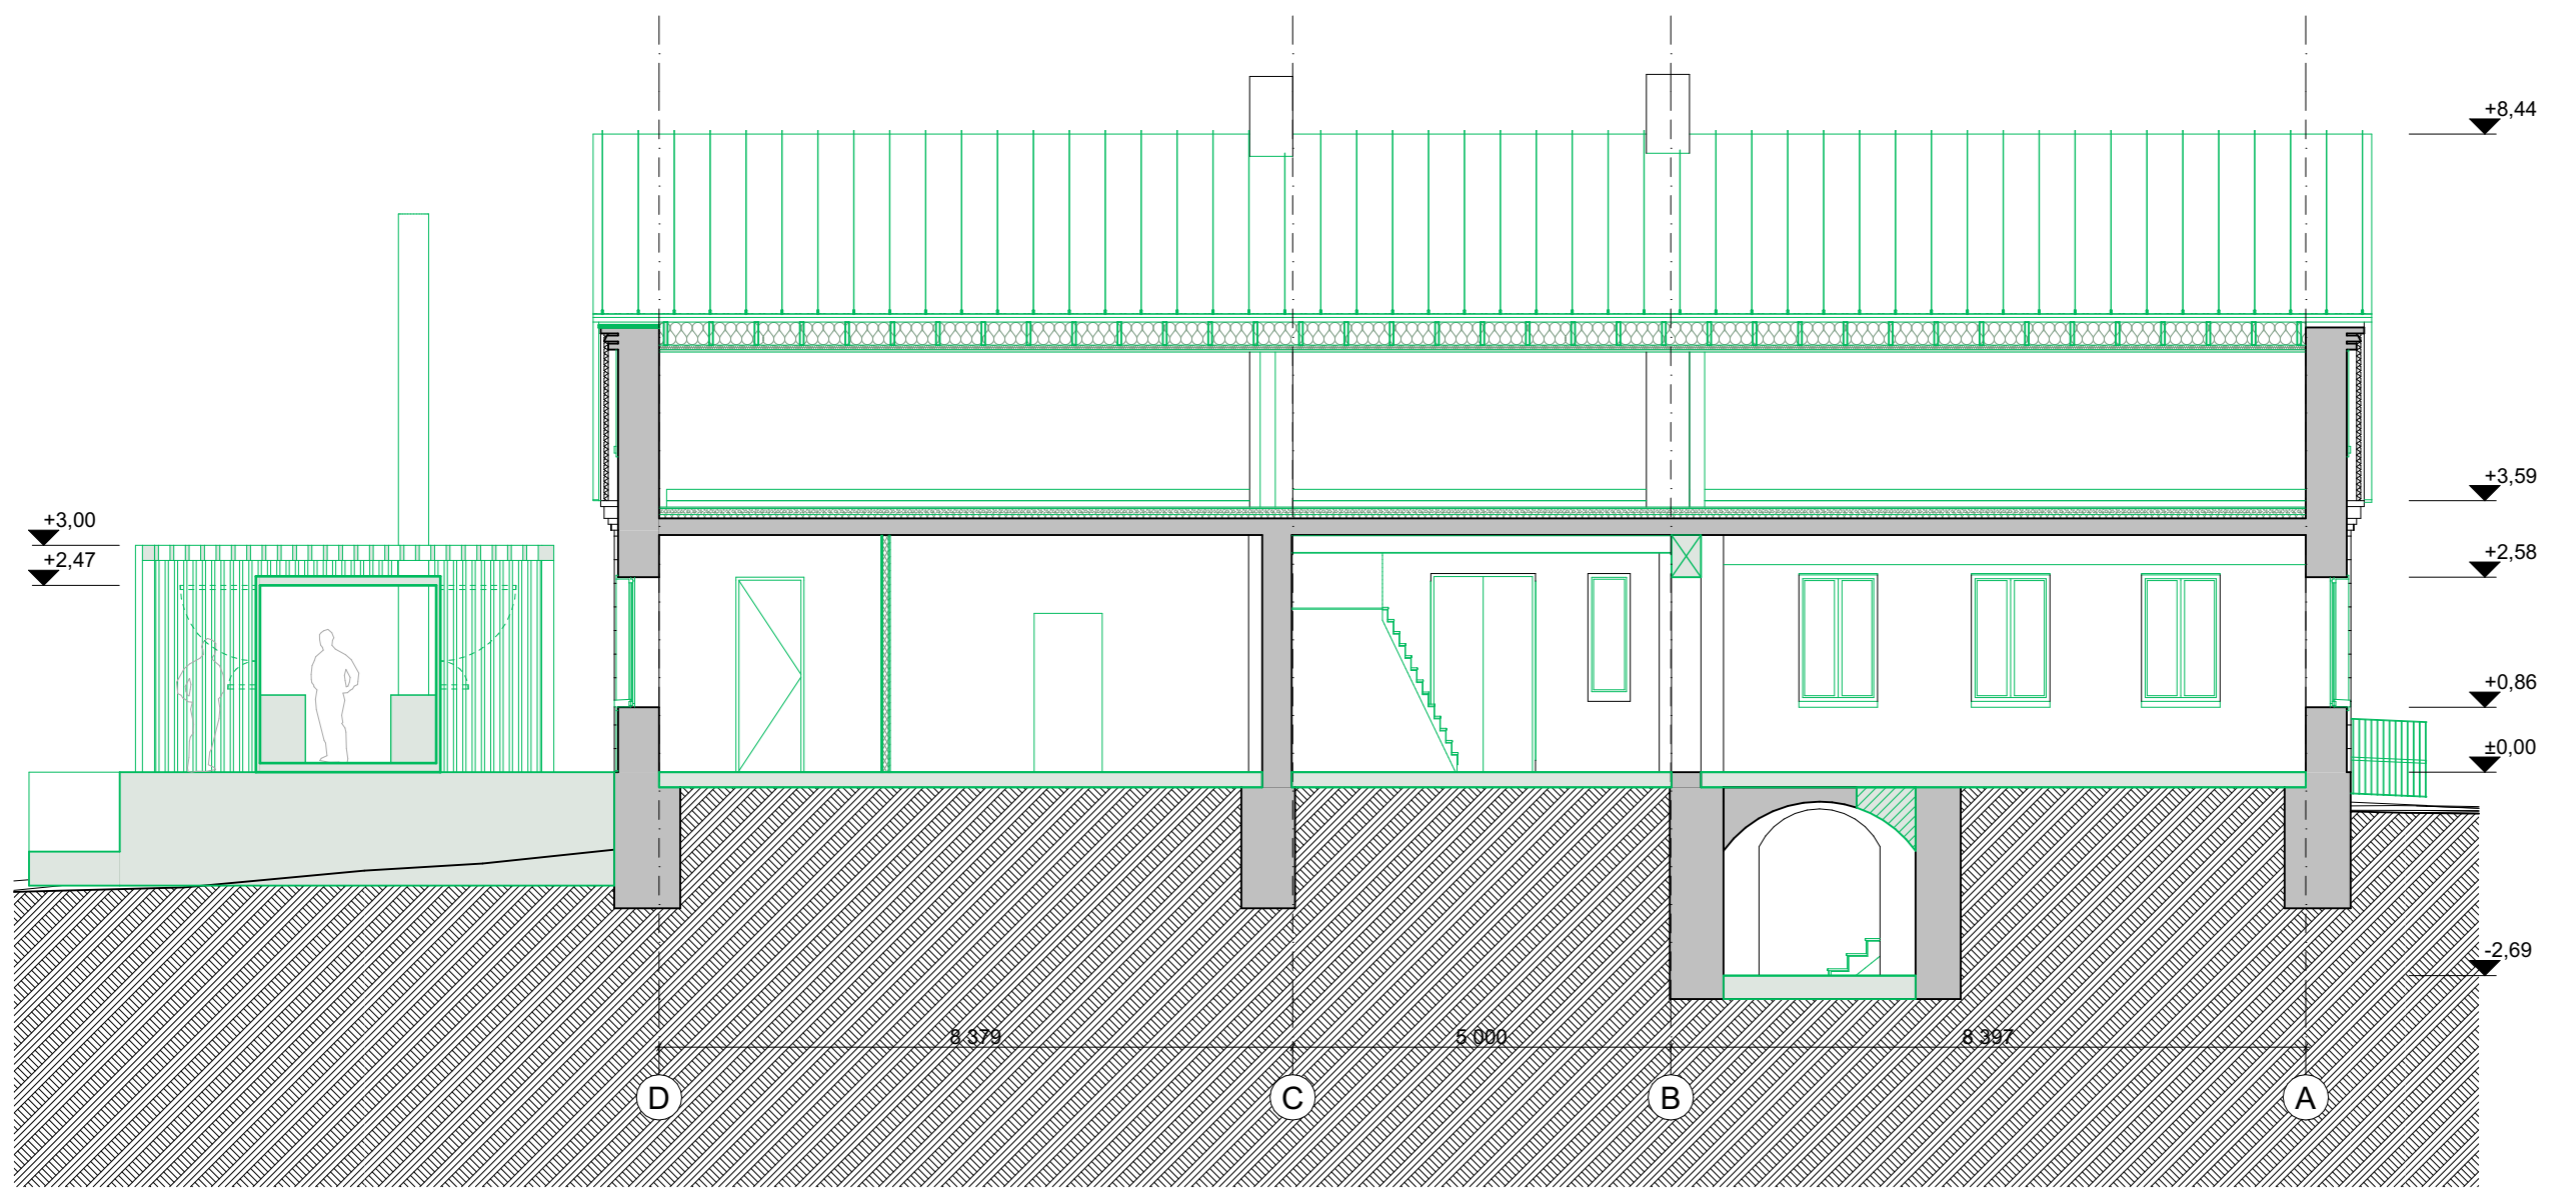 +8,44
+3,59
+3,00
+2,47
+2,58
+0,86
±0,00
-2,69
8 379
5 000
8 397
D
C
B
A